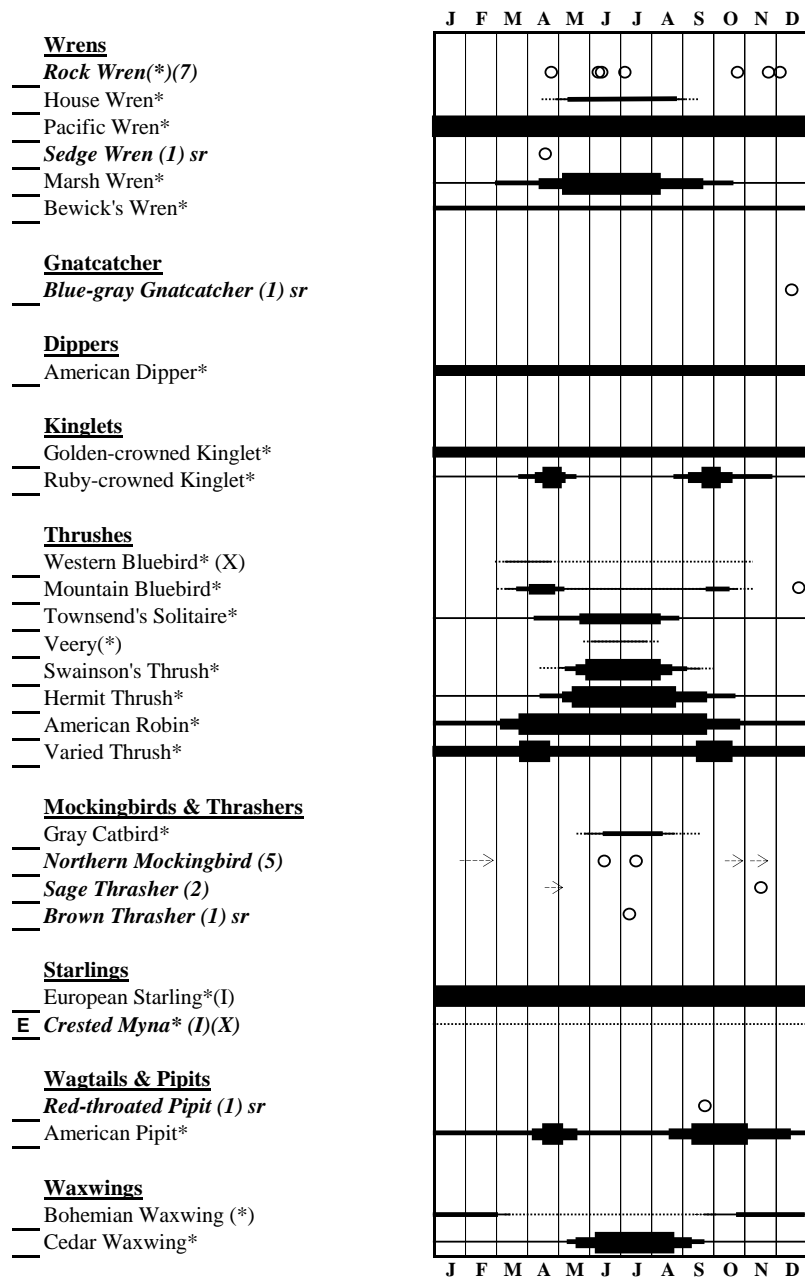 J F M A M J J A S O N D
Wrens
Rock Wren(*)(7)
House Wren*
Pacific Wren*
Sedge Wren (1) sr
Marsh Wren*
Bewick's Wren*
Gnatcatcher
Blue-gray Gnatcatcher (1) sr
Dippers
American Dipper*
Kinglets
Golden-crowned Kinglet*
Ruby-crowned Kinglet*
Thrushes
Western Bluebird* (X)
Mountain Bluebird*
Townsend's Solitaire*
Veery(*)
Swainson's Thrush*
Hermit Thrush*
American Robin*
Varied Thrush*
Mockingbirds & Thrashers
Gray Catbird*
Northern Mockingbird (5)
Sage Thrasher (2)
Brown Thrasher (1) sr
Starlings
European Starling*(I)
E Crested Myna* (I)(X)
Wagtails & Pipits
Red-throated Pipit (1) sr
American Pipit*
Waxwings
Bohemian Waxwing (*)
Cedar Waxwing*
J F M A M J J A S O N D